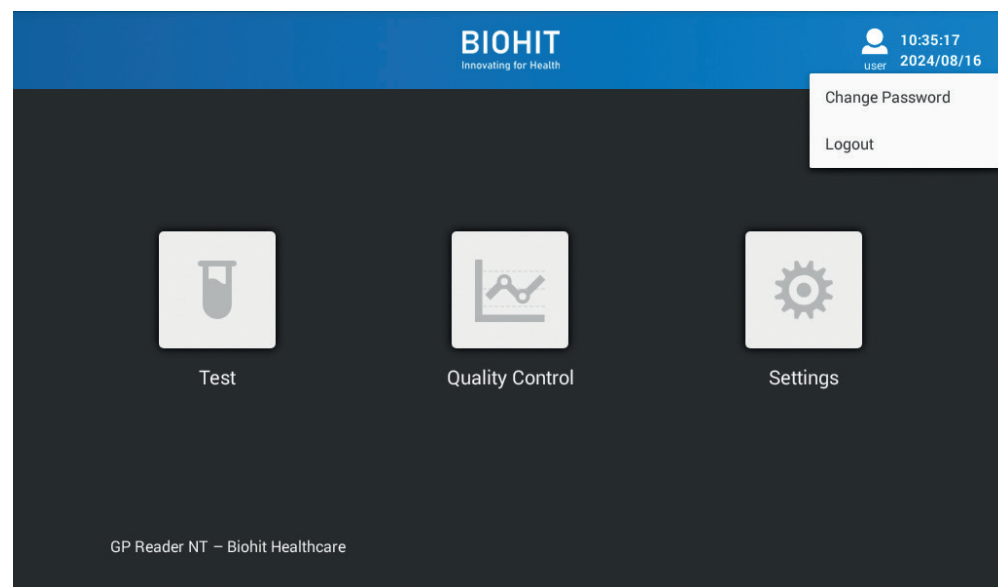 BIOHIT
Innovating for Health
user
10:35:17
2024/08/16
Change Password
Logout
Test
Quality Control
Settings
GP Reader NT – Biohit Healthcare